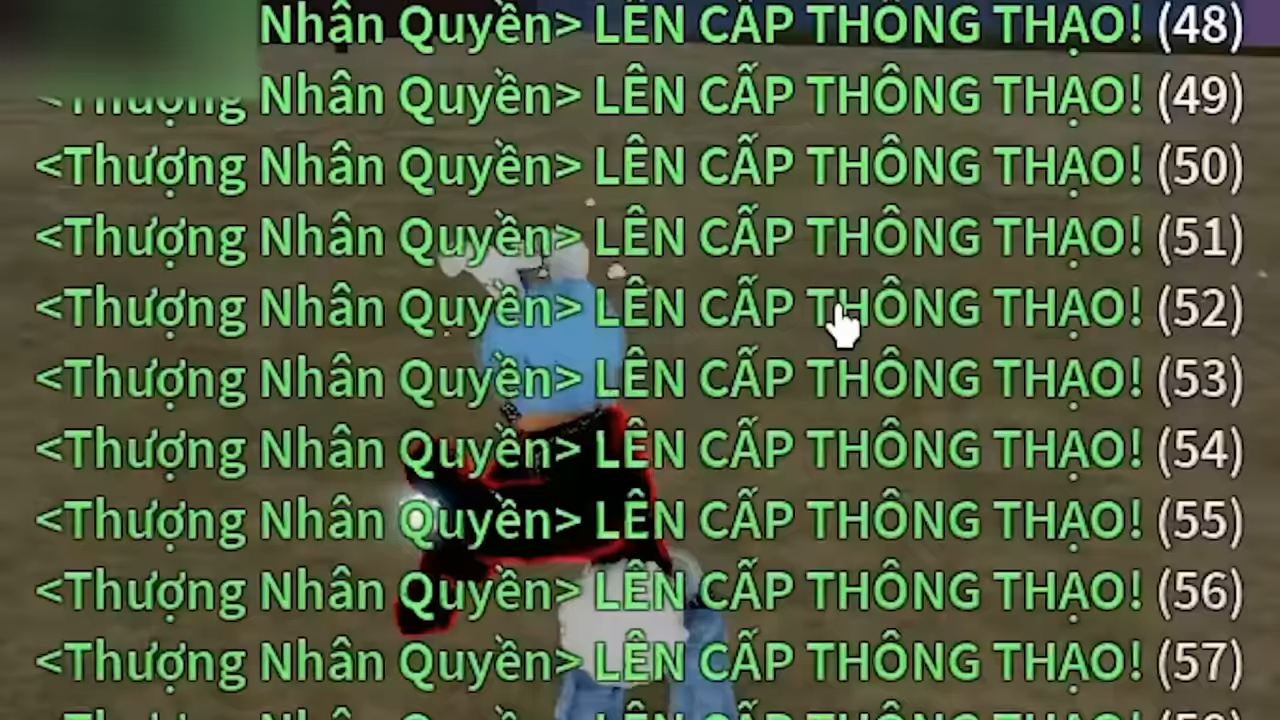 Nhân Quyền> LÊN CẤP THÔNG THẠO! (48)
<Thượng Nhân Quyền> LÊN CẤP THÔNG THẠO! (49)
<Thượng Nhân Quyền> LÊN CẤP THÔNG THẠO! (50)
<Thượng Nhân Quyền> LÊN CẤP THÔNG THẠO! (51)
<Thượng Nhân Quyền> LÊN CẤP THÔNG THẠO! (52)
<Thượng Nhân Quyền> LÊN CẤP THÔNG THẠO! (53)
<Thượng Nhân Quyền> LÊN CẤP THÔNG THẠO! (54)
<Thượng Nhân Quyền> LÊN CẤP THÔNG THẠO! (55)
<Thượng Nhân Quyền> LÊN CẤP THÔNG THẠO! (56)
<Thượng Nhân Quyền> LÊN CẤP THÔNG THẠO! (57)